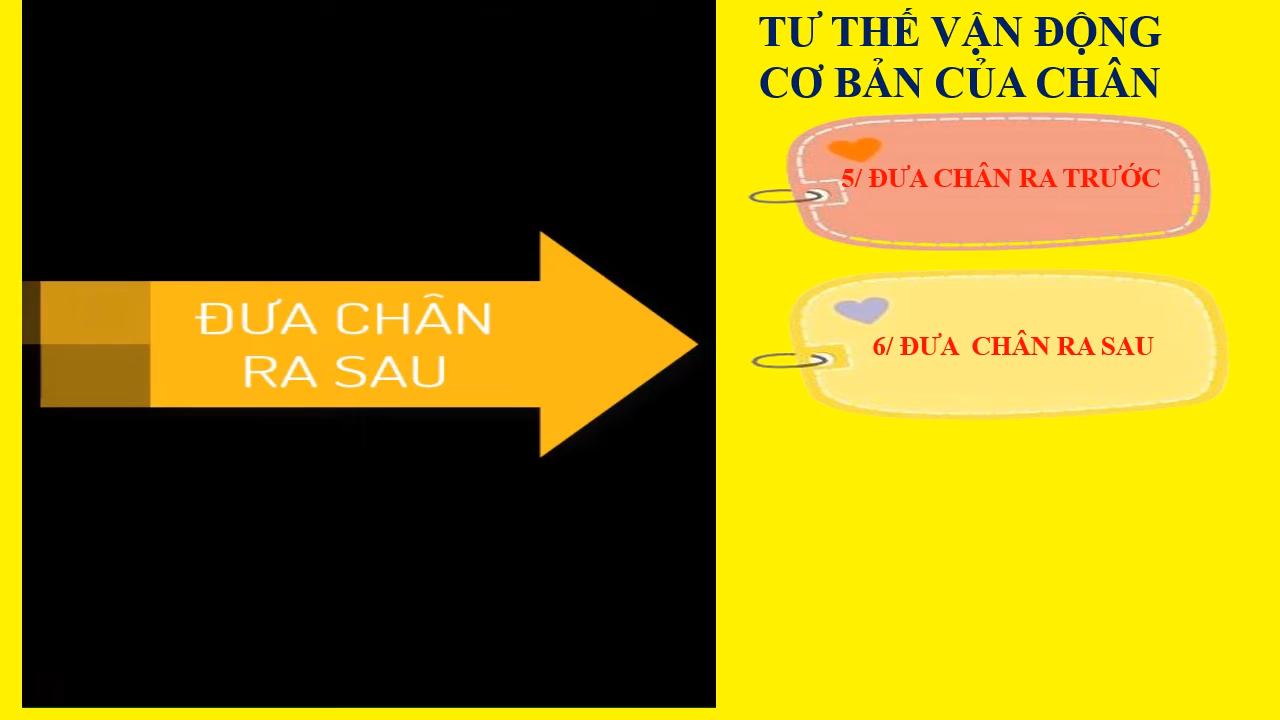 TƯ THẾ VẬN ĐỘNG
CƠ BẢN CỦA CHÂN
5/ ĐƯA CHÂN RA TRƯỚC
6/ ĐƯA CHÂN RA SAU
ĐƯA CHÂN
RA SAU